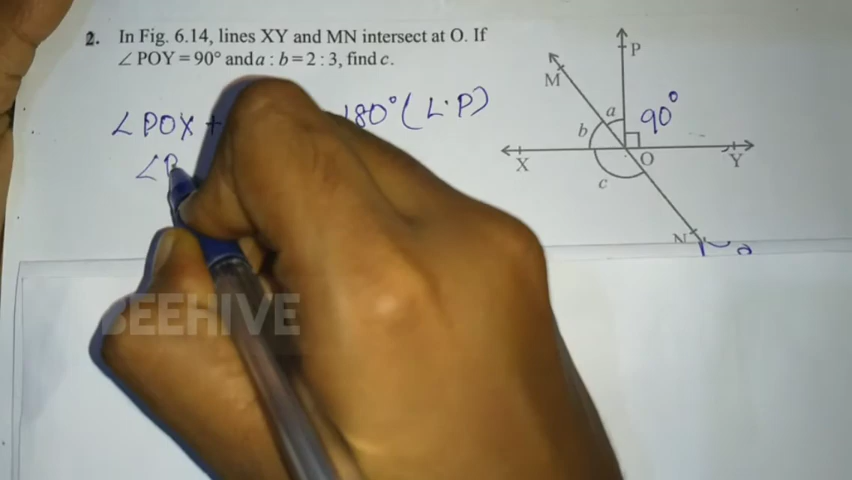 2. In Fig. 6.14, lines XY and MN intersect at O. If
∠ POY = 90° and a : b = 2 : 3, find c.
∠POX + 180° (L·P)
∠P
P
M
a
90°
b
X
O
Y
c
N
BEEHIVE